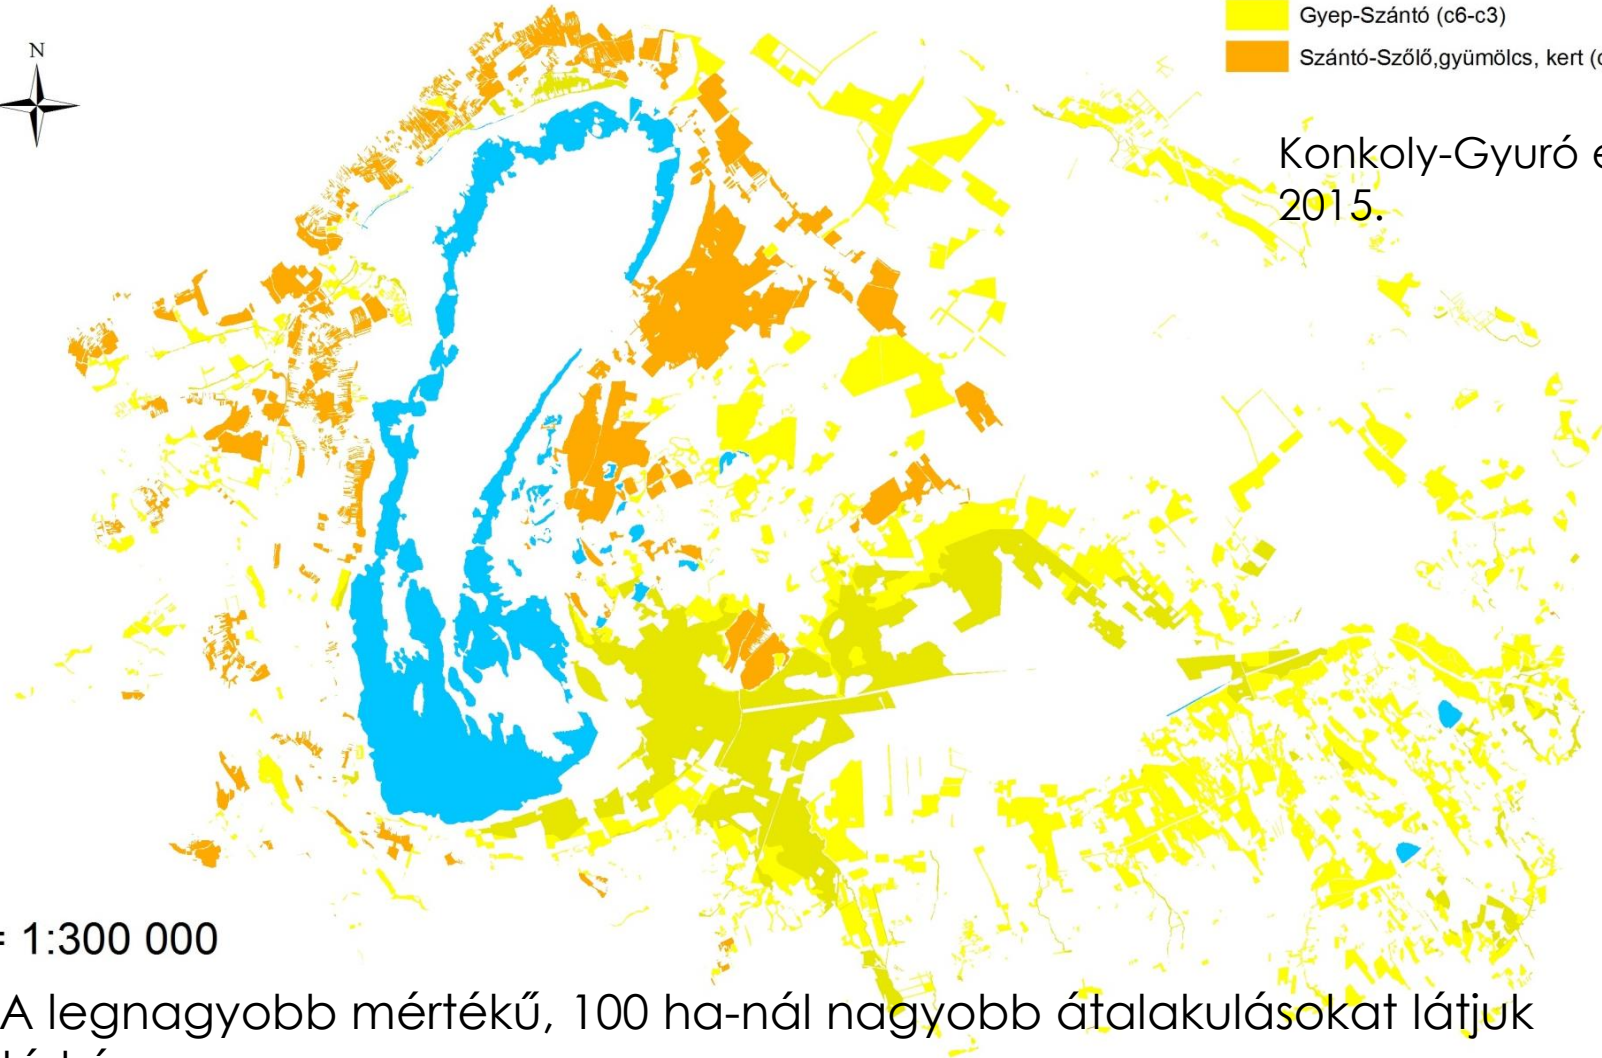 Gyep-Szántó (c6-c3)
Szántó-Szőlő,gyümölcs, kert (
N
Konkoly-Gyuró
2015.
= 1:300 000
A legnagyobb mértékű, 100 ha-nál nagyobb átalakulásokat látjuk